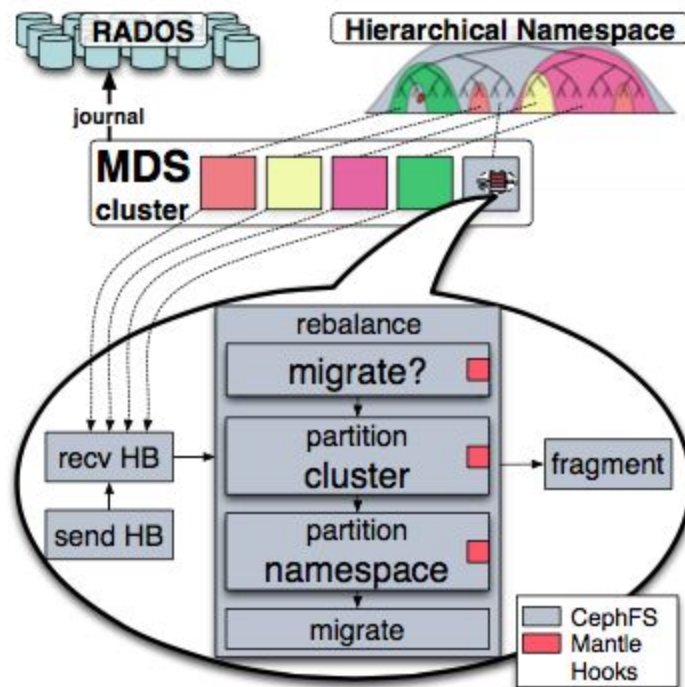 RADOS
Hierarchical Namespace
journal
MDS
cluster
rebalance
migrate?
partition
cluster
recv HB
fragment
send HB
partition
namespace
migrate
CephFS
Mantle
Hooks